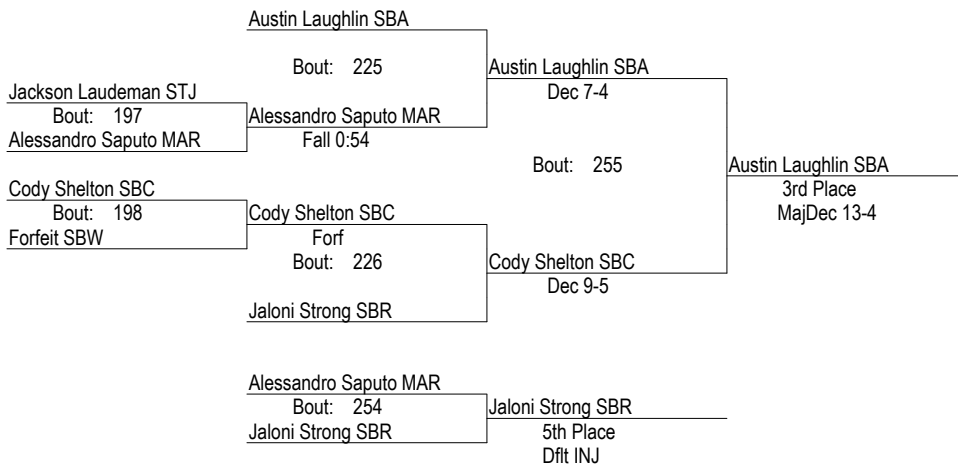 Austin Laughlin SBA
Bout: 225
Austin Laughlin SBA
Dec 7-4
Jackson Laudeman STJ
Bout: 197
Alessandro Saputo MAR
Alessandro Saputo MAR
Fall 0:54
Bout: 255
Austin Laughlin SBA
3rd Place
MajDec 13-4
Cody Shelton SBC
Bout: 198
Forfeit SBW
Cody Shelton SBC
Forf
Bout: 226
Cody Shelton SBC
Dec 9-5
Jaloni Strong SBR
Alessandro Saputo MAR
Bout: 254
Jaloni Strong SBR
Jaloni Strong SBR
5th Place
Dflt INJ